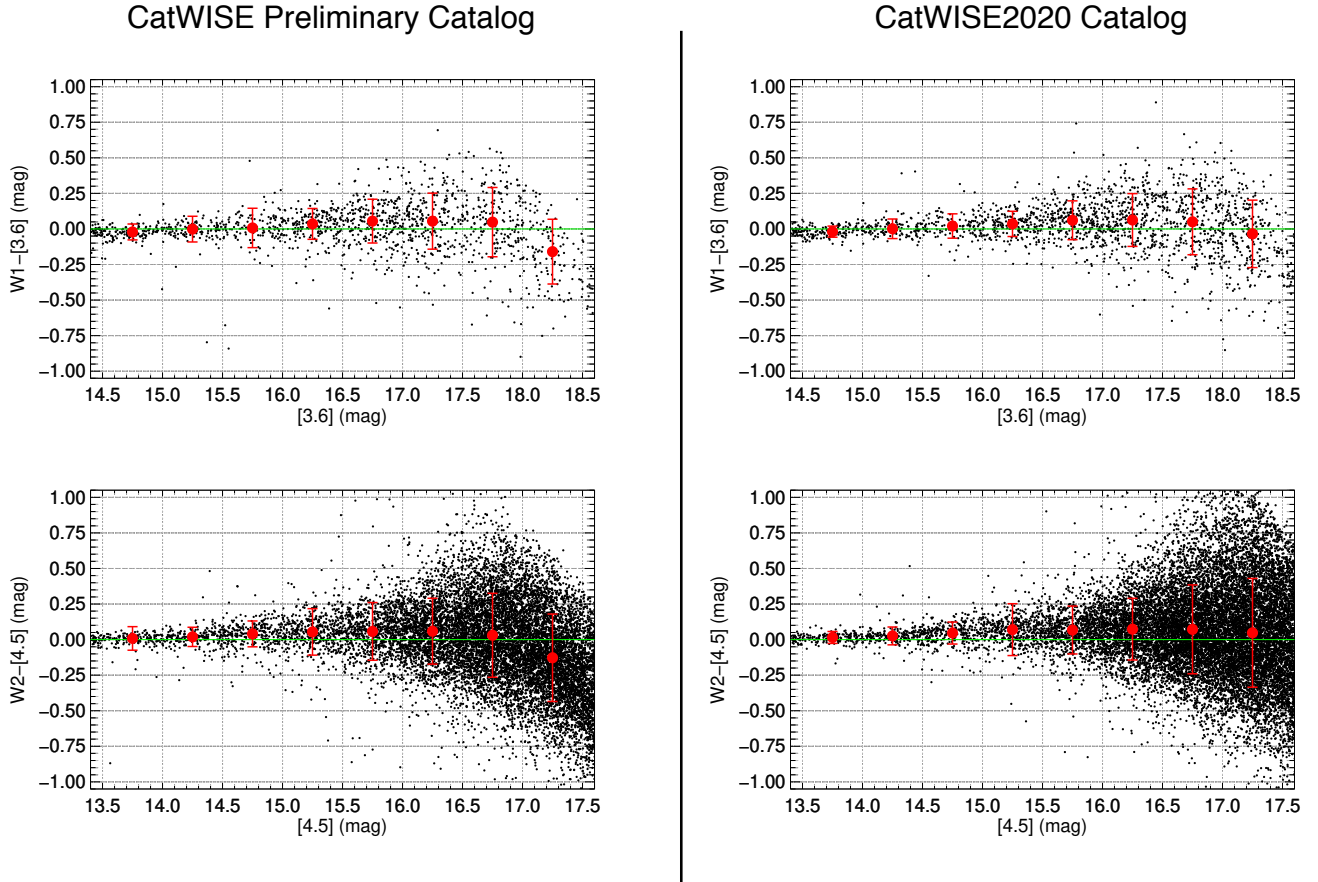 CatWISE Preliminary Catalog
1.00
0.75
0.50
0.25
0.00
−0.25
−0.50
−0.75
−1.00
W1−[3.6] (mag)
14.5 15.0 15.5 16.0 16.5 17.0 17.5 18.0 18.5
[3.6] (mag)
1.00
0.75
0.50
0.25
0.00
−0.25
−0.50
−0.75
−1.00
W2−[4.5] (mag)
13.5 14.0 14.5 15.0 15.5 16.0 16.5 17.0 17.5
[4.5] (mag)
CatWISE2020 Catalog
1.00
0.75
0.50
0.25
0.00
−0.25
−0.50
−0.75
−1.00
W1−[3.6] (mag)
14.5 15.0 15.5 16.0 16.5 17.0 17.5 18.0 18.5
[3.6] (mag)
1.00
0.75
0.50
0.25
0.00
−0.25
−0.50
−0.75
−1.00
W2−[4.5] (mag)
13.5 14.0 14.5 15.0 15.5 16.0 16.5 17.0 17.5
[4.5] (mag)